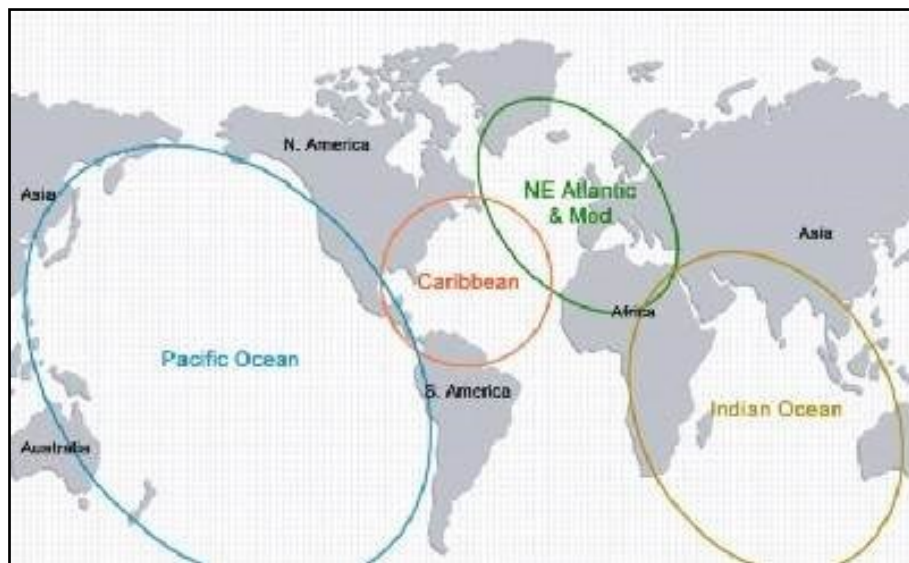 N. America
Asia
NE Atlantic
& Med
Asia
Caribbean
Africa
Pacific Ocean
S. America
Indian Ocean
Australia